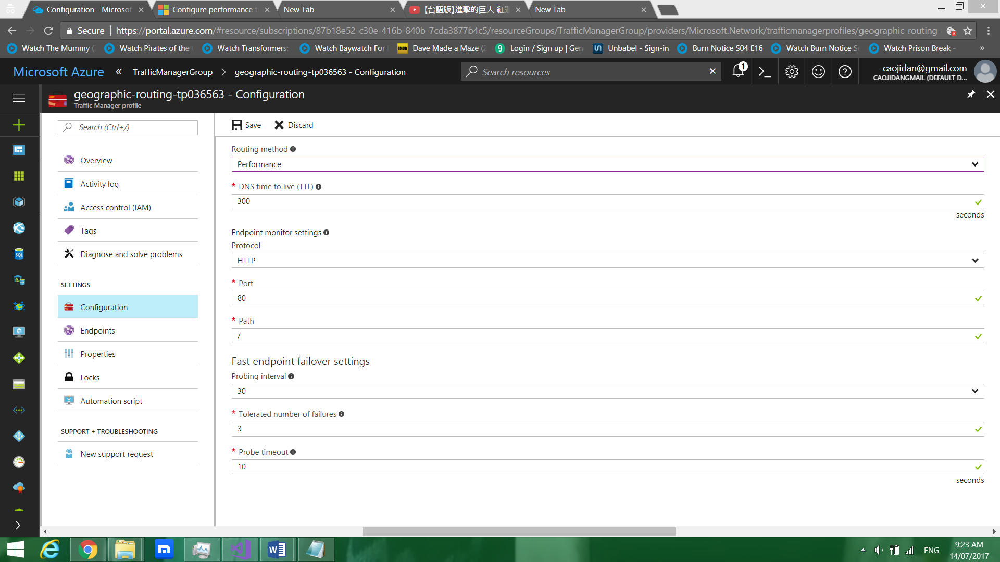 Configuration - Microsof
Configure performance t
New Tab
【台語版】進擊的巨人 紅蓮
New Tab
Secure
https://portal.azure.com/#resource/subscriptions/87b18e52-c30e-416b-840b-7cda3877b4c5/resourceGroups/TrafficManagerGroup/providers/Microsoft.Network/trafficmanagerprofiles/geographic-routing-
Watch The Mummy (
Watch Pirates of the
Watch Transformers:
Watch Baywatch For
IMDb
Dave Made a Maze (2
Login / Sign up | Gen
Unbabel - Sign-in
Burn Notice S04 E16
Watch Burn Notice S
Watch Prison Break -
»
Microsoft Azure
«
TrafficManagerGroup
geographic-routing-tp036563 - Configuration
Search resources
1
caojidan@gmail.com
CAOJIDANGMAIL (DEFAULT D...
geographic-routing-tp036563 - Configuration
Traffic Manager profile
Search (Ctrl+/)
Overview
Activity log
Access control (IAM)
Tags
Diagnose and solve problems
SETTINGS
Configuration
Endpoints
Properties
Locks
Automation script
SUPPORT + TROUBLESHOOTING
New support request
Save
Discard
Routing method
Performance
* DNS time to live (TTL)
300
seconds
Endpoint monitor settings
Protocol
HTTP
* Port
80
* Path
/
Fast endpoint failover settings
Probing interval
30
* Tolerated number of failures
3
* Probe timeout
10
seconds
SQL
ENG
9:23 AM
14/07/2017